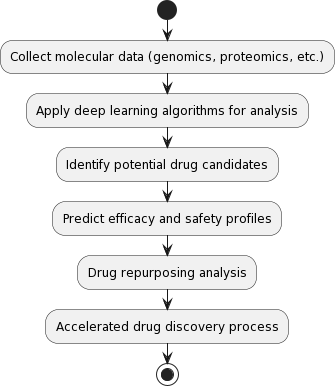 Collect molecular data (genomics, proteomics, etc.)
Apply deep learning algorithms for analysis
Identify potential drug candidates
Predict efficacy and safety profiles
Drug repurposing analysis
Accelerated drug discovery process